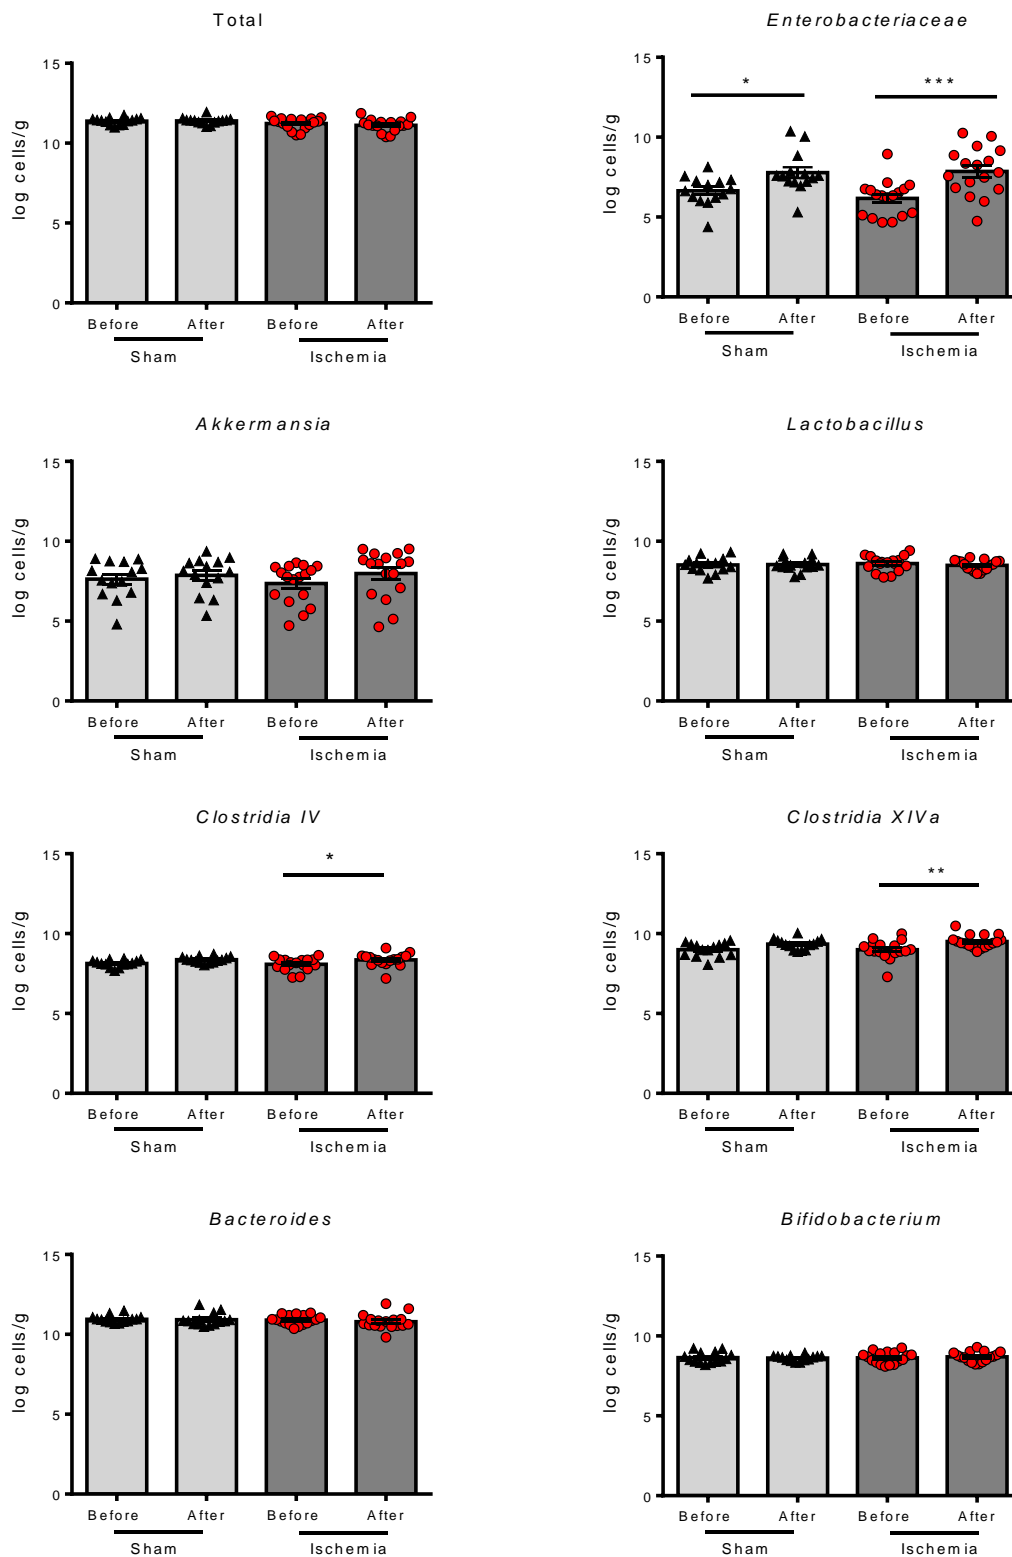 Total
15
10
5
0
log cells/g
Before After Before After
Sham Ischemia
Enterobacteriaceae
* ***
15
10
5
0
log cells/g
Before After Before After
Sham Ischemia
Akkermansia
15
10
5
0
log cells/g
Before After Before After
Sham Ischemia
Lactobacillus
15
10
5
0
log cells/g
Before After Before After
Sham Ischemia
Clostridia IV
*
15
10
5
0
log cells/g
Before After Before After
Sham Ischemia
Clostridia XIVa
**
15
10
5
0
log cells/g
Before After Before After
Sham Ischemia
Bacteroides
15
10
5
0
log cells/g
Before After Before After
Sham Ischemia
Bifidobacterium
15
10
5
0
log cells/g
Before After Before After
Sham Ischemia